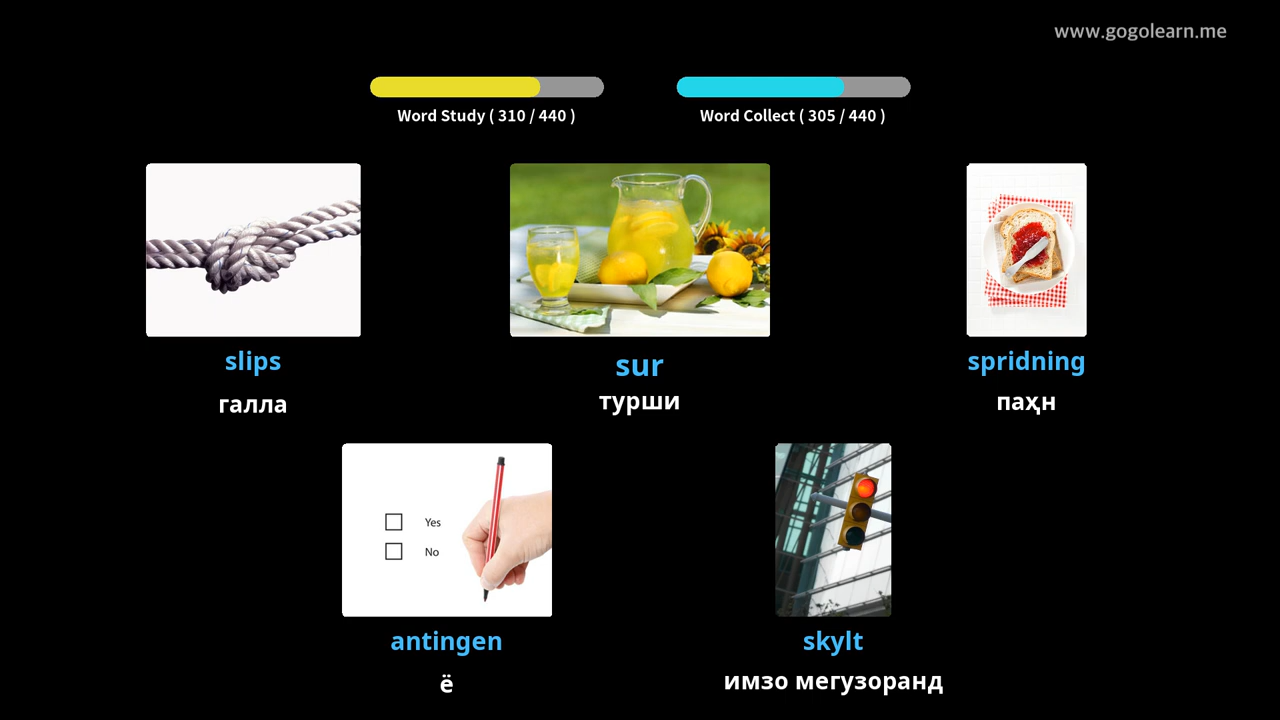 www.gogolearn.me
Word Study ( 310 / 440 )
Word Collect ( 305 / 440 )
slips
галла
sur
турши
spridning
паҳн
Yes
No
antingen
ё
skylt
имзо мегузоранд